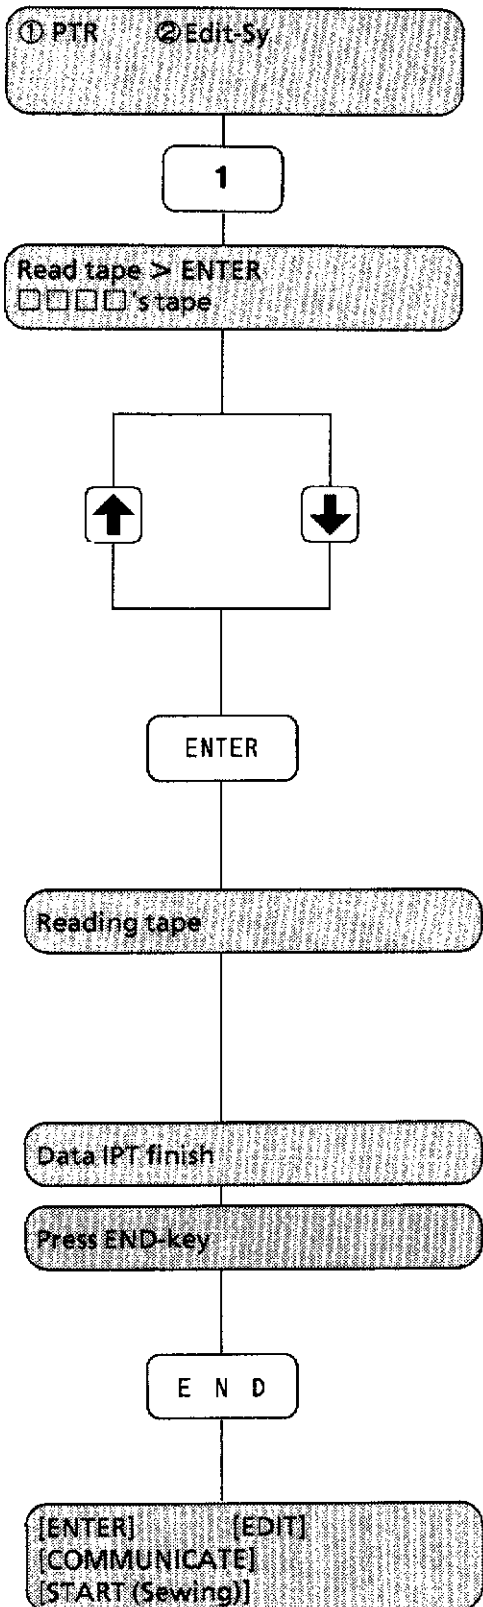 ① PTR ② Edit-Sy
1
Read tape > ENTER
□□□□'s tape
ENTER
Reading tape
Data IPT finish
Press END-key
E N D
[ENTER] [EDIT]
[COMMUNICATE]
[START (Sewing)]